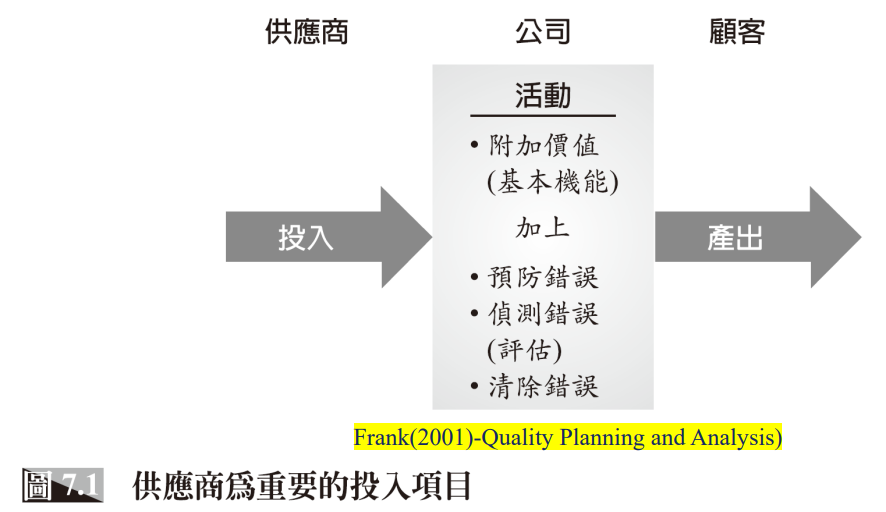 供應商 公司 顧客
活動
• 附加價值
(基本機能)
加上
投入
產出
• 預防錯誤
• 偵測錯誤
(評估)
• 清除錯誤
Frank(2001)-Quality Planning and Analysis)
圖 7.1 供應商為重要的投入項目